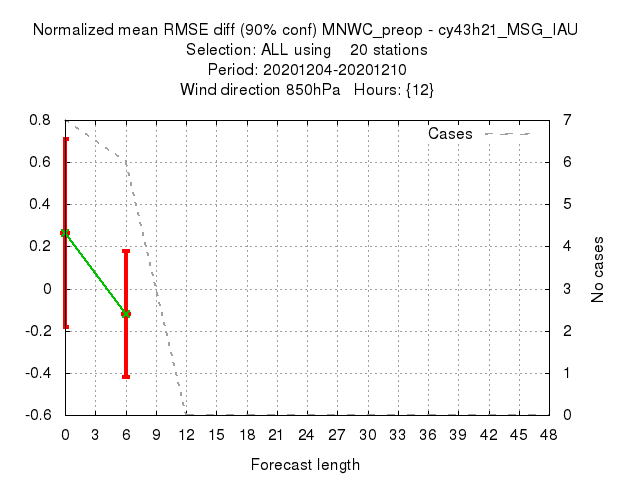 Normalized mean RMSE diff (90% conf) MNWC_preop - cy43h21_MSG_IAU
Selection: ALL using 20 stations
Period: 20201204-20201210
Wind direction 850hPa Hours: {12}
Cases
0.8
0.6
0.4
0.2
0
-0.2
-0.4
-0.6
7
6
5
4
3
2
1
0
No cases
0 3 6 9 12 15 18 21 24 27 30 33 36 39 42 45 48
Forecast length